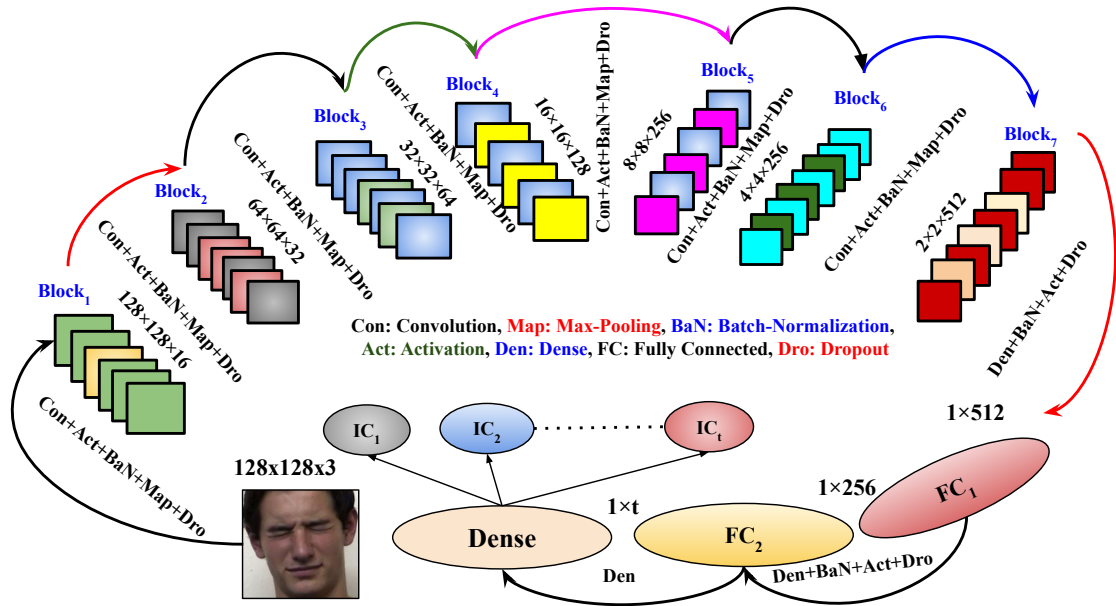 128x128x3
Con+Act+BaN+Map+Dro
Block1
128×128×16
Con+Act+BaN+Map+Dro
Block2
64×64×32
Con+Act+BaN+Map+Dro
Block3
32×32×64
Con+Act+BaN+Map+Dro
Block4
16×16×128
Con+Act+BaN+Map+Dro
Block5
8×8×256
Con+Act+BaN+Map+Dro
Block6
4×4×256
Con+Act+BaN+Map+Dro
Block7
2×2×512
Den+BaN+Act+Dro
Con: Convolution, Map: Max-Pooling, BaN: Batch-Normalization,
Act: Activation, Den: Dense, FC: Fully Connected, Dro: Dropout
1×512
FC1
Den+BaN+Act+Dro
1×256
FC2
Den
1×t
Dense
IC1
IC2
ICt